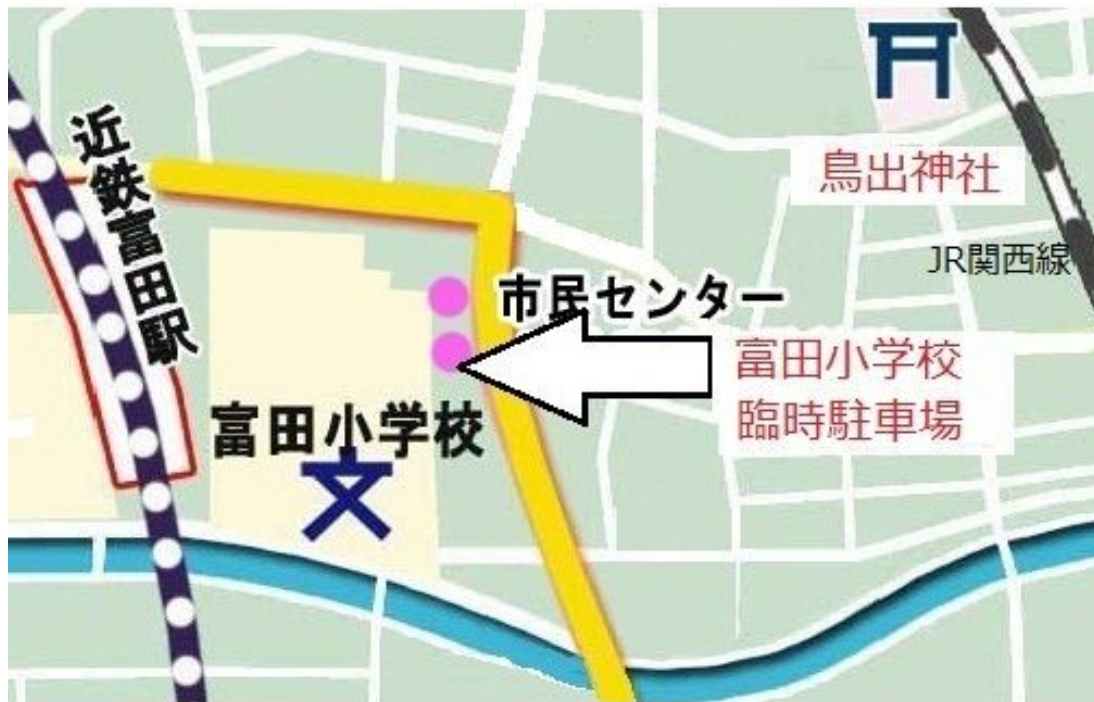 近鉄富田駅
鳥出神社
JR関西線
市民センター
富田小学校
臨時駐車場
富田小学校
文